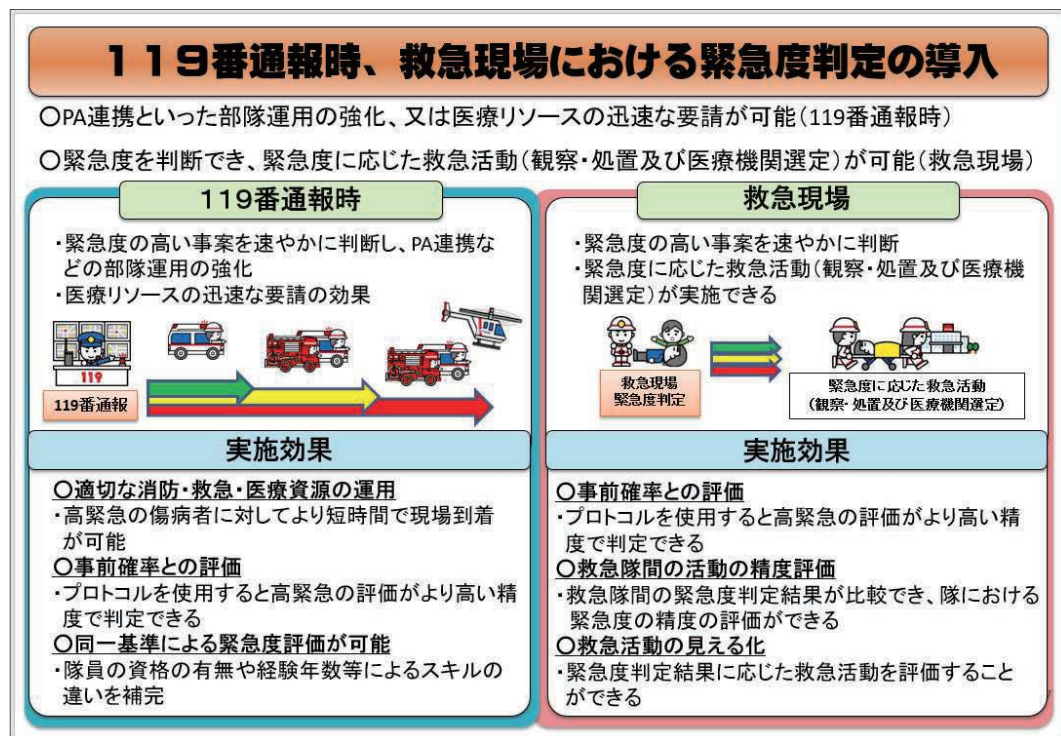 119番通報時、救急現場における緊急度判定の導入
○PA連携といった部隊運用の強化、又は医療リソースの迅速な要請が可能(119番通報時)
○緊急度を判断でき、緊急度に応じた救急活動(観察・処置及び医療機関選定)が可能(救急現場)
119番通報時
・緊急度の高い事案を速やかに判断し、PA連携な
どの部隊運用の強化
・医療リソースの迅速な要請の効果
119
119番通報
実施効果
○適切な消防・救急・医療資源の運用
・高緊急の傷病者に対してより短時間で現場到着
が可能
○事前確率との評価
・プロトコルを使用すると高緊急の評価がより高い精
度で判定できる
○同一基準による緊急度評価が可能
・隊員の資格の有無や経験年数等によるスキルの
違いを補完
救急現場
・緊急度の高い事案を速やかに判断
・緊急度に応じた救急活動(観察・処置及び医療機
関選定)が実施できる
救急現場
緊急度判定
緊急度に応じた救急活動
(観察・処置及び医療機関選定)
実施効果
○事前確率との評価
・プロトコルを使用すると高緊急の評価がより高い精
度で判定できる
○救急隊間の活動の精度評価
・救急隊間の緊急度判定結果が比較でき、隊における
緊急度の精度の評価ができる
○救急活動の見える化
・緊急度判定結果に応じた救急活動を評価すること
ができる